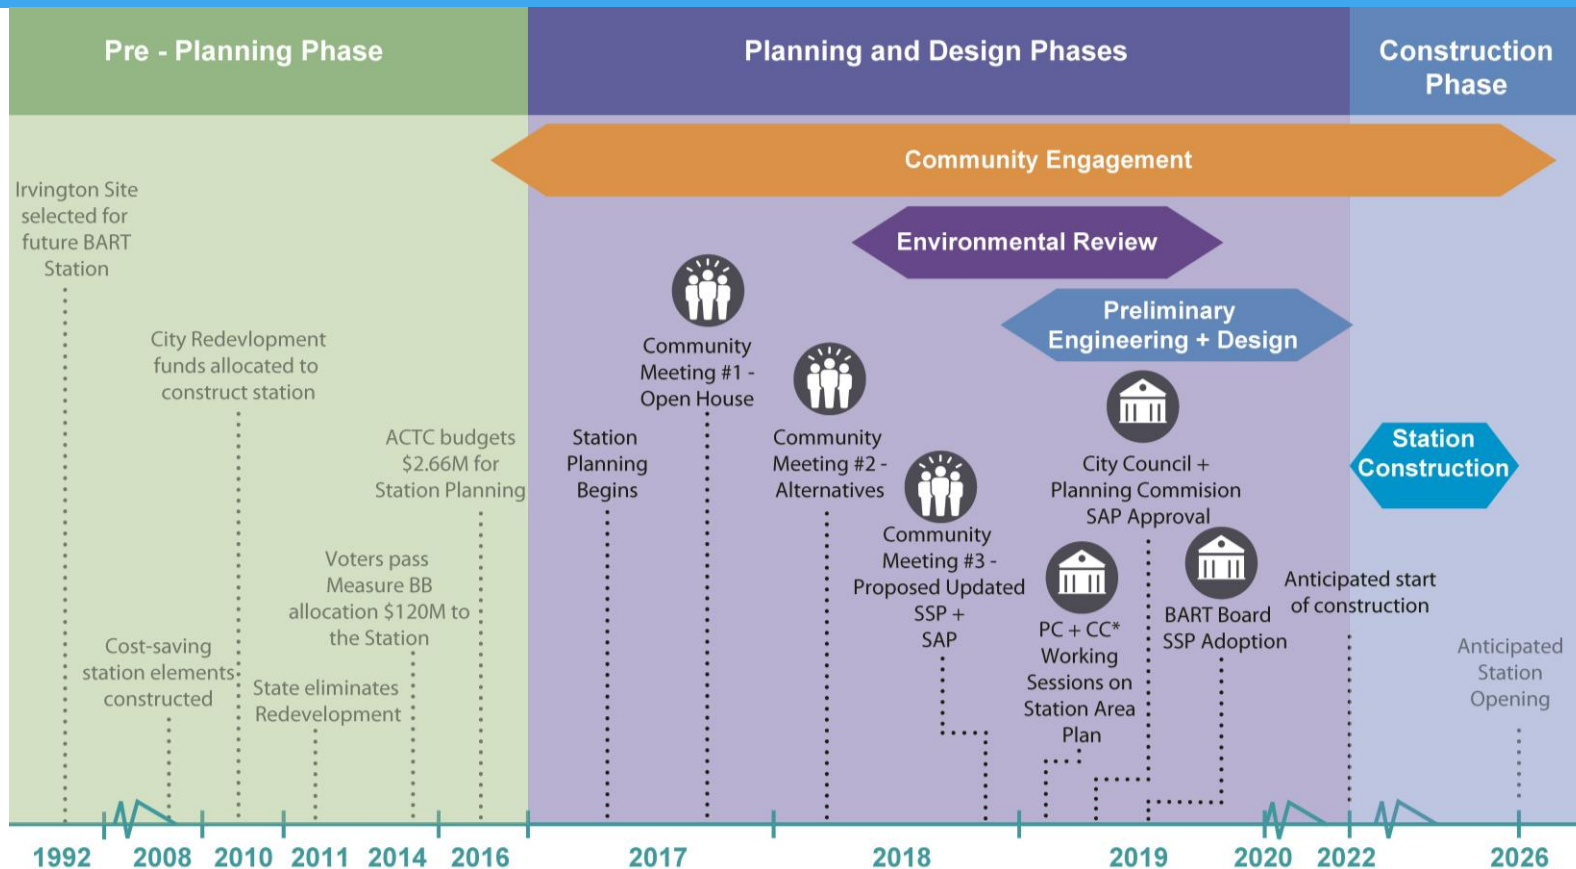 Pre - Planning Phase
Planning and Design Phases
Construction
Phase
Community Engagement
Environmental Review
Preliminary
Engineering + Design
Station
Construction
Irvington Site
selected for
future BART
Station
Cost-saving
station elements
constructed
City Redevlopment
funds allocated to
construct station
State eliminates
Redevelopment
Voters pass
Measure BB
allocation $120M to
the Station
ACTC budgets
$2.66M for
Station Planning
Station
Planning
Begins
Community
Meeting #1 -
Open House
Community
Meeting #2 -
Alternatives
Community
Meeting #3 -
Proposed Updated
SSP +
SAP
PC + CC*
Working
Sessions on
Station Area
Plan
City Council +
Planning Commision
SAP Approval
BART Board
SSP Adoption
Anticipated start
of construction
Anticipated
Station
Opening
1992
2008
2010
2011
2014
2016
2017
2018
2019
2020
2022
2026